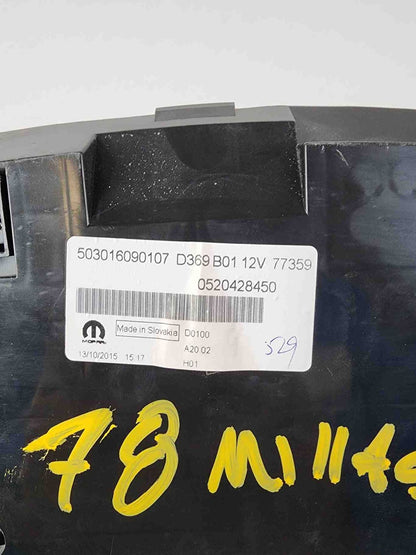 503016090107 D369 B01 12V 77359
0520428450
MOPAR
Made in Slovakia
D0100
A20.02
13/10/2015 15:17
H01
529
78 MIllAS